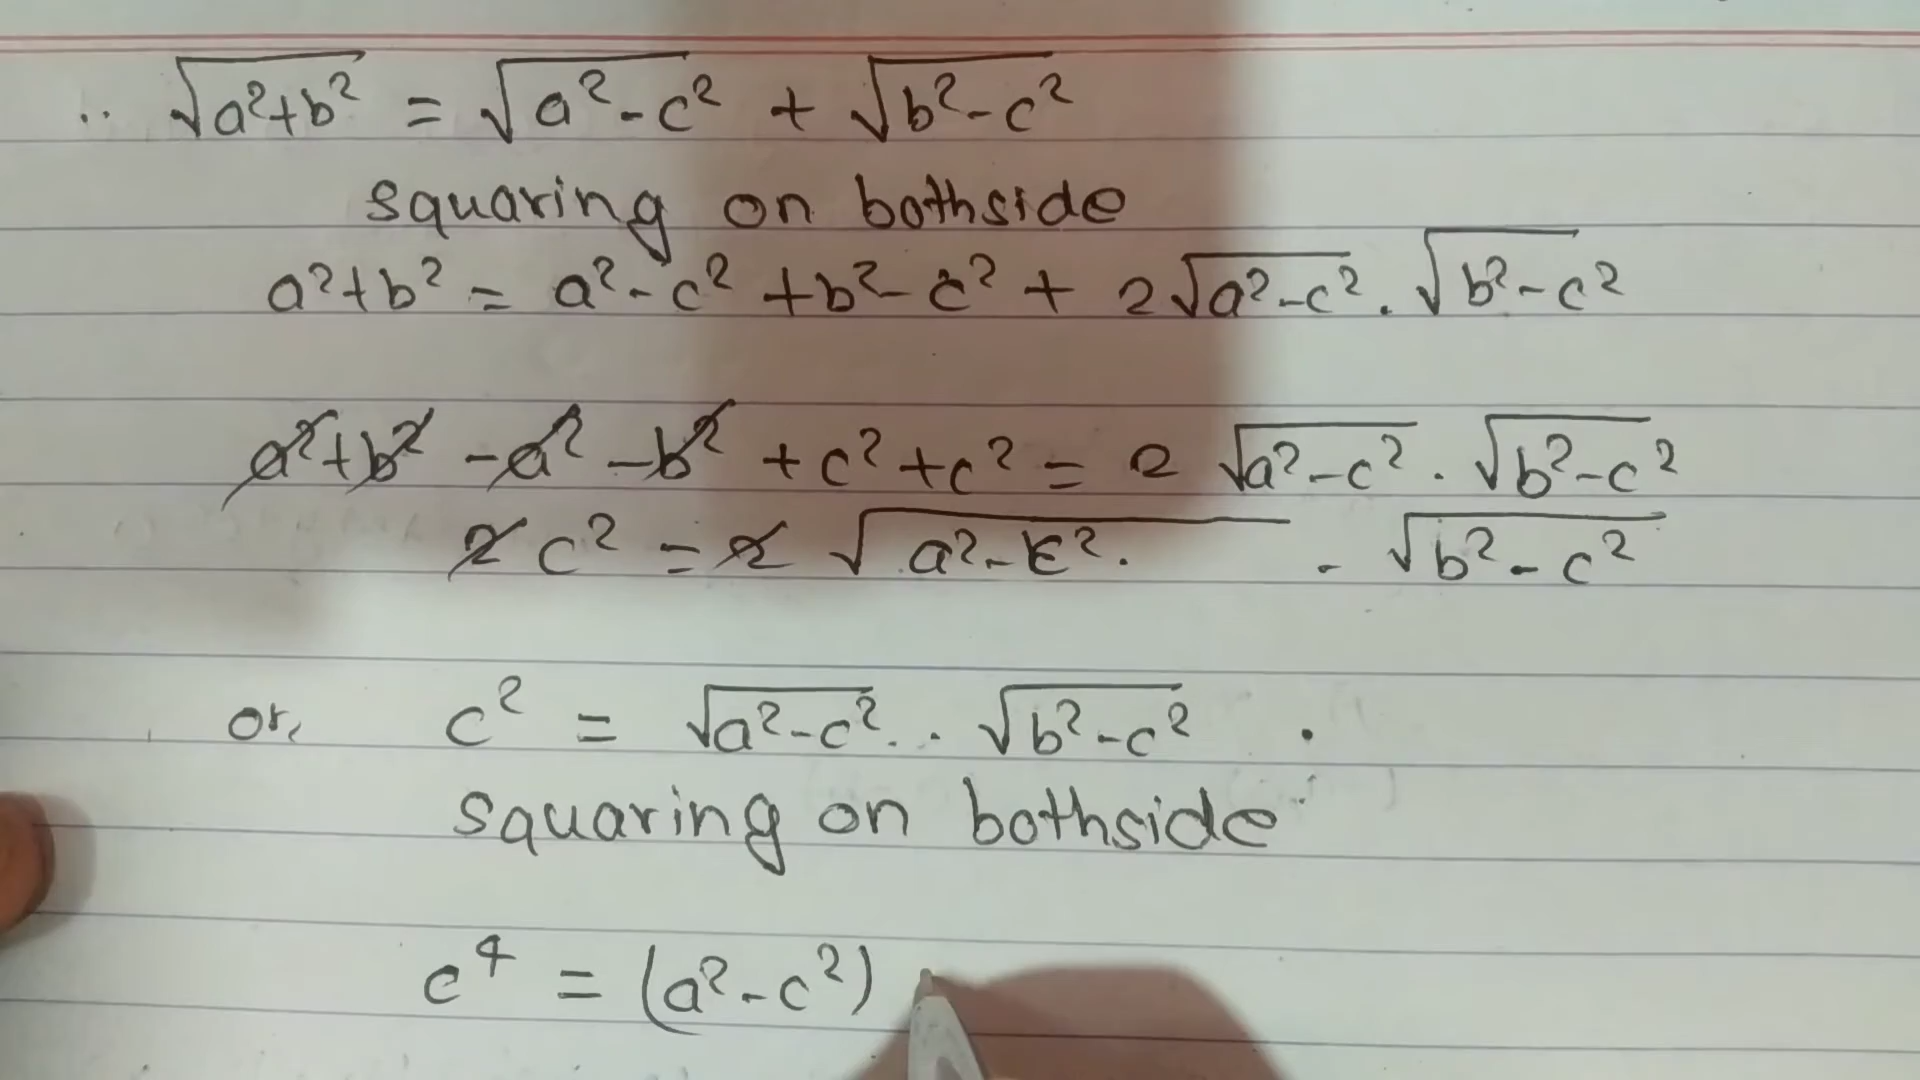 ∴ √(a²+b²) = √(a²-c²) + √(b²-c²)
squaring on bothside
a²+b² = a²-c² +b²-c² + 2√(a²-c²) . √(b²-c²)
a²+b² -a² -b² +c²+c² = 2 √(a²-c²) . √(b²-c²)
2c² = 2 √(a²-c²) . √(b²-c²)
or, c² = √(a²-c²) . √(b²-c²)
squaring on bothside
c⁴ = (a²-c²)